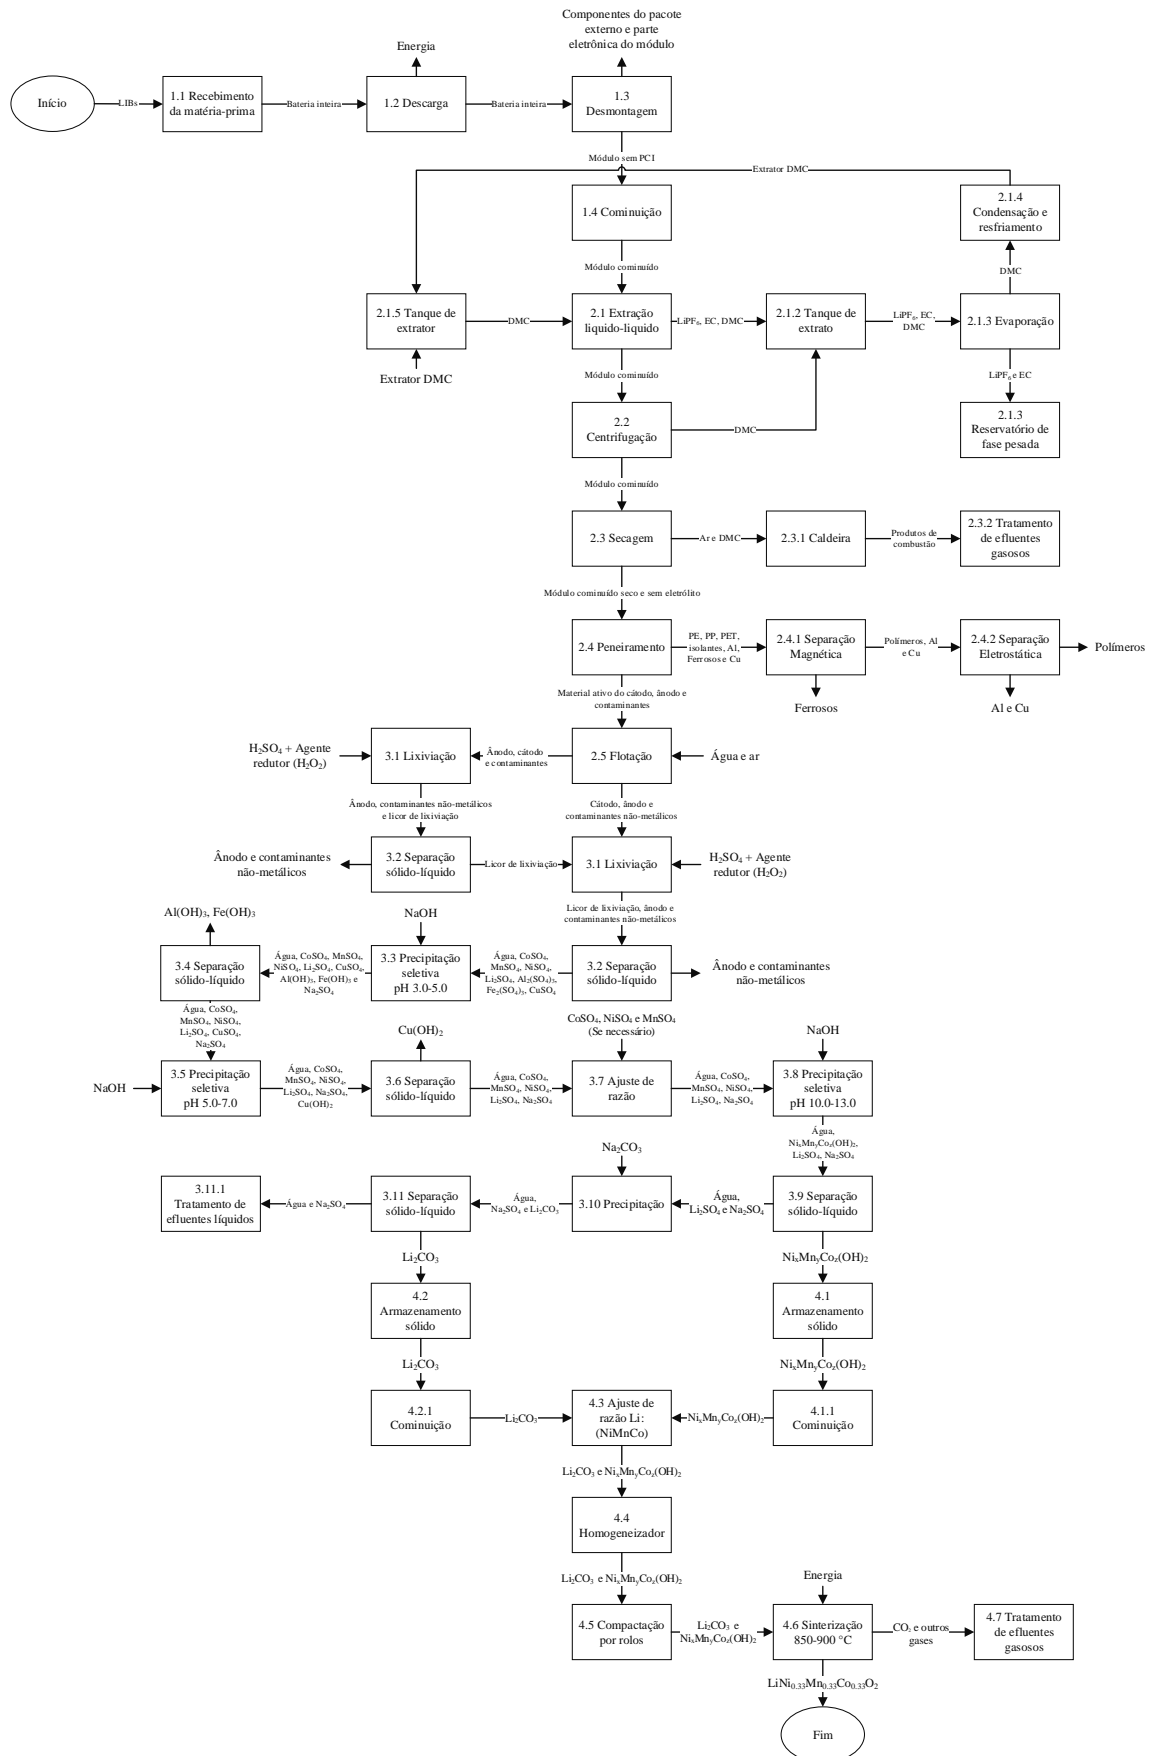 Componentes do pacote
externo e parte
eletrônica do módulo
Energia
Início
LIBs
1.1 Recebimento
da matéria-prima
Bateria inteira
1.2 Descarga
Bateria inteira
1.3
Desmontagem
Módulo sem PCI
Extrator DMC
1.4 Cominuição
2.1.4
Condensação e
resfriamento
Módulo cominuído
DMC
2.1.5 Tanque de
extrator
DMC
2.1 Extração
liquido-liquido
LiPF₆, EC, DMC
2.1.2 Tanque de
extrato
LiPF₆, EC,
DMC
2.1.3 Evaporação
Extrator DMC
Módulo cominuído
LiPF₆ e EC
2.2
Centrifugação
DMC
2.1.3
Reservatório de
fase pesada
Módulo cominuído
2.3 Secagem
Ar e DMC
2.3.1 Caldeira
Produtos de
combustão
2.3.2 Tratamento
de efluentes
gasosos
Módulo cominuído seco e sem eletrólito
2.4 Peneiramento
PE, PP, PET,
isolantes, Al,
Ferrosos e Cu
2.4.1 Separação
Magnética
Polímeros, Al
e Cu
2.4.2 Separação
Eletrostática
Polímeros
Material ativo do cátodo, ânodo e
contaminantes
Ferrosos
Al e Cu
H₂SO₄ + Agente
redutor (H₂O₂)
3.1 Lixiviação
Ânodo, cátodo
e contaminantes
2.5 Flotação
Água e ar
Ânodo, contaminantes não-metálicos
e licor de lixiviação
Cátodo, ânodo e
contaminantes não-metálicos
Ânodo e contaminantes
não-metálicos
3.2 Separação
sólido-líquido
Licor de lixiviação
3.1 Lixiviação
H₂SO₄ + Agente
redutor (H₂O₂)
Licor de lixiviação, ânodo e
contaminantes não-metálicos
Al(OH)₃, Fe(OH)₃
NaOH
3.4 Separação
sólido-líquido
Água, CoSO₄, MnSO₄,
NiSO₄, Li₂SO₄, CuSO₄,
Al(OH)₃, Fe(OH)₃ e
Na₂SO₄
3.3 Precipitação
seletiva
pH 3.0-5.0
Água, CoSO₄,
MnSO₄, NiSO₄,
Li₂SO₄, Al₂(SO₄)₃,
Fe₂(SO₄)₃, CuSO₄
3.2 Separação
sólido-líquido
Ânodo e contaminantes
não-metálicos
Água, CoSO₄,
MnSO₄, NiSO₄,
Li₂SO₄, CuSO₄,
Na₂SO₄
Cu(OH)₂
CoSO₄, NiSO₄ e MnSO₄
(Se necessário)
NaOH
NaOH
3.5 Precipitação
seletiva
pH 5.0-7.0
Água, CoSO₄,
MnSO₄, NiSO₄,
Li₂SO₄, Na₂SO₄,
Cu(OH)₂
3.6 Separação
sólido-líquido
Água, CoSO₄,
MnSO₄, NiSO₄,
Li₂SO₄, Na₂SO₄
3.7 Ajuste de
razão
Água, CoSO₄,
MnSO₄, NiSO₄,
Li₂SO₄, Na₂SO₄
3.8 Precipitação
seletiva
pH 10.0-13.0
Água,
NiₓMnᵧCo_z(OH)₂,
Li₂SO₄, Na₂SO₄
Na₂CO₃
3.11.1
Tratamento de
efluentes líquidos
Água e Na₂SO₄
3.11 Separação
sólido-líquido
Água,
Na₂SO₄ e Li₂CO₃
3.10 Precipitação
Água,
Li₂SO₄ e Na₂SO₄
3.9 Separação
sólido-líquido
Li₂CO₃
NiₓMnᵧCo_z(OH)₂
4.2
Armazenamento
sólido
4.1
Armazenamento
sólido
Li₂CO₃
NiₓMnᵧCo_z(OH)₂
4.2.1
Cominuição
Li₂CO₃
4.3 Ajuste de
razão Li:
(NiMnCo)
NiₓMnᵧCo_z(OH)₂
4.1.1
Cominuição
Li₂CO₃ e NiₓMnᵧCo_z(OH)₂
4.4
Homogeneizador
Li₂CO₃ e NiₓMnᵧCo_z(OH)₂
Energia
4.5 Compactação
por rolos
Li₂CO₃ e
NiₓMnᵧCo_z(OH)₂
4.6 Sinterização
850-900 °C
CO₂ e outros
gases
4.7 Tratamento
de efluentes
gasosos
LiNi₀.₃₃Mn₀.₃₃Co₀.₃₃O₂
Fim